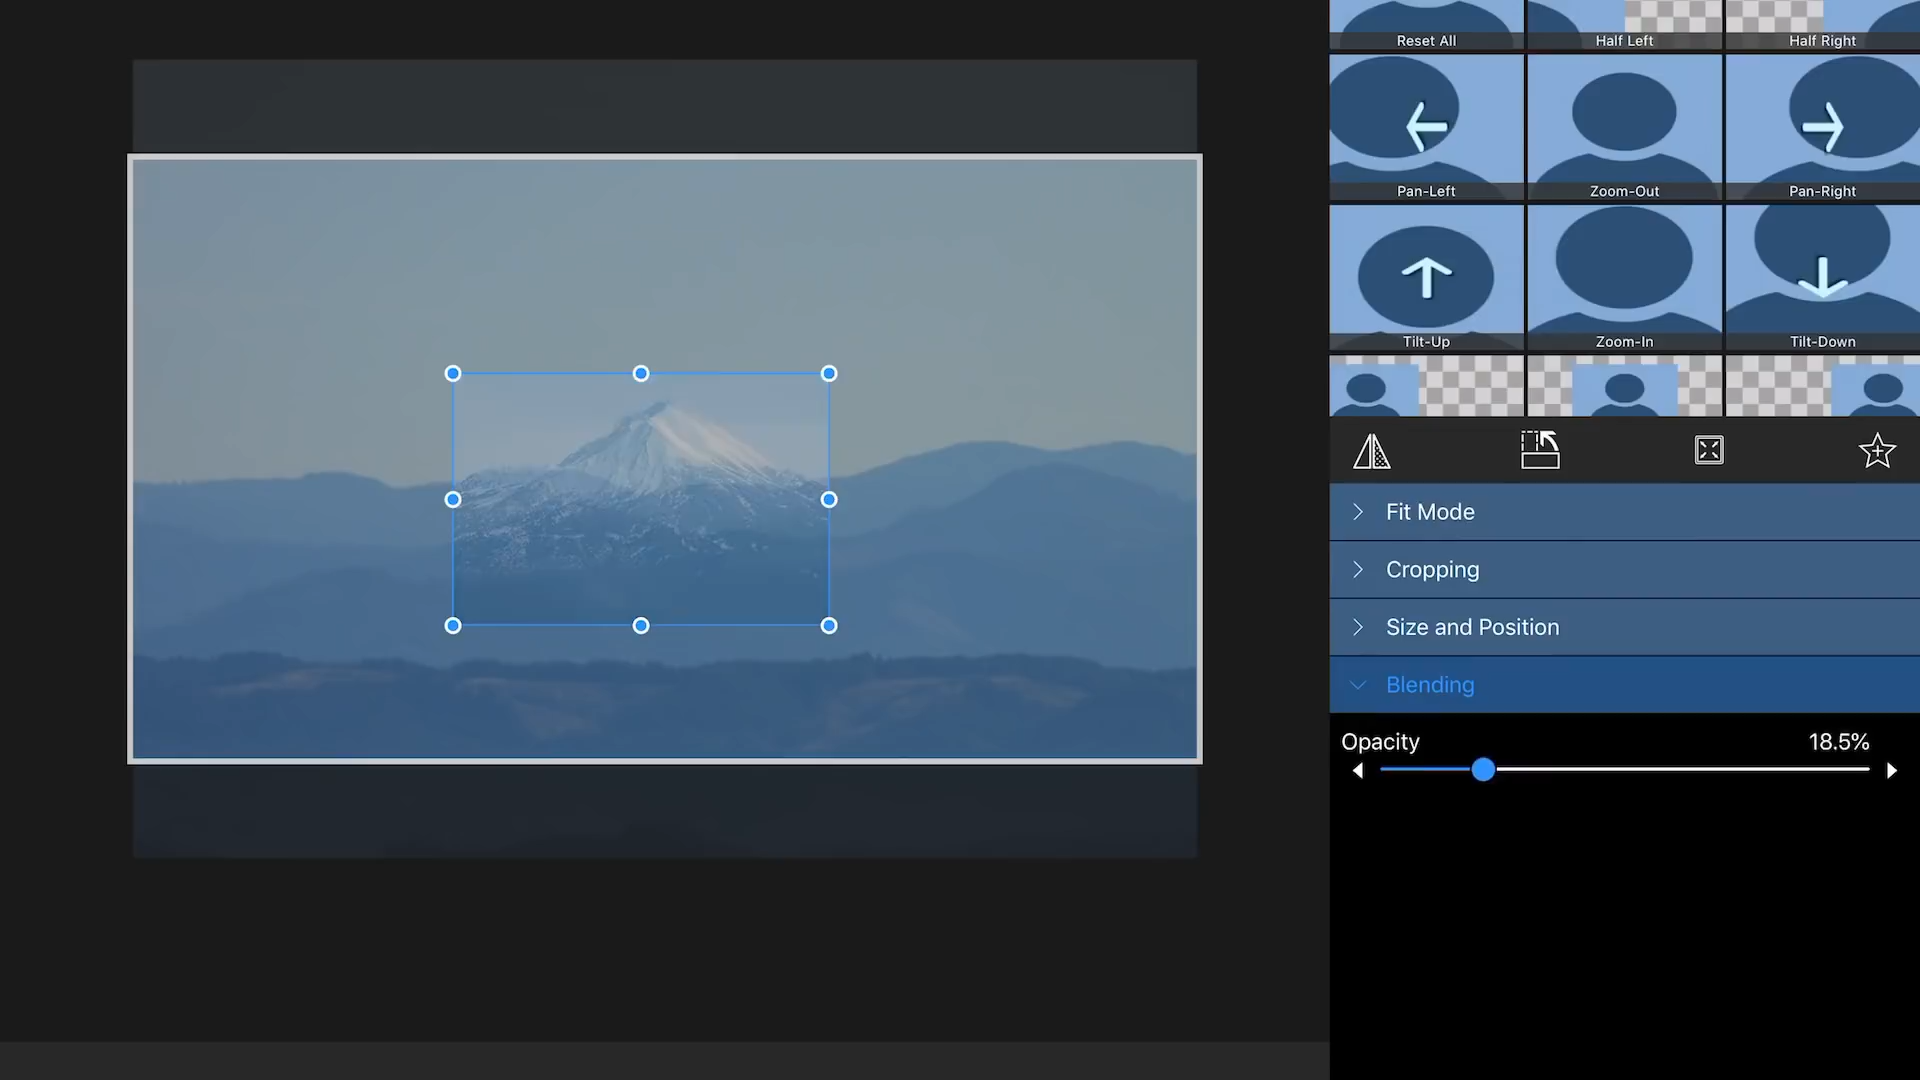 Reset All
Half Left
Half Right
Pan-Left
Zoom-Out
Pan-Right
Tilt-Up
Zoom-In
Tilt-Down
Fit Mode
Cropping
Size and Position
Blending
Opacity
18.5%